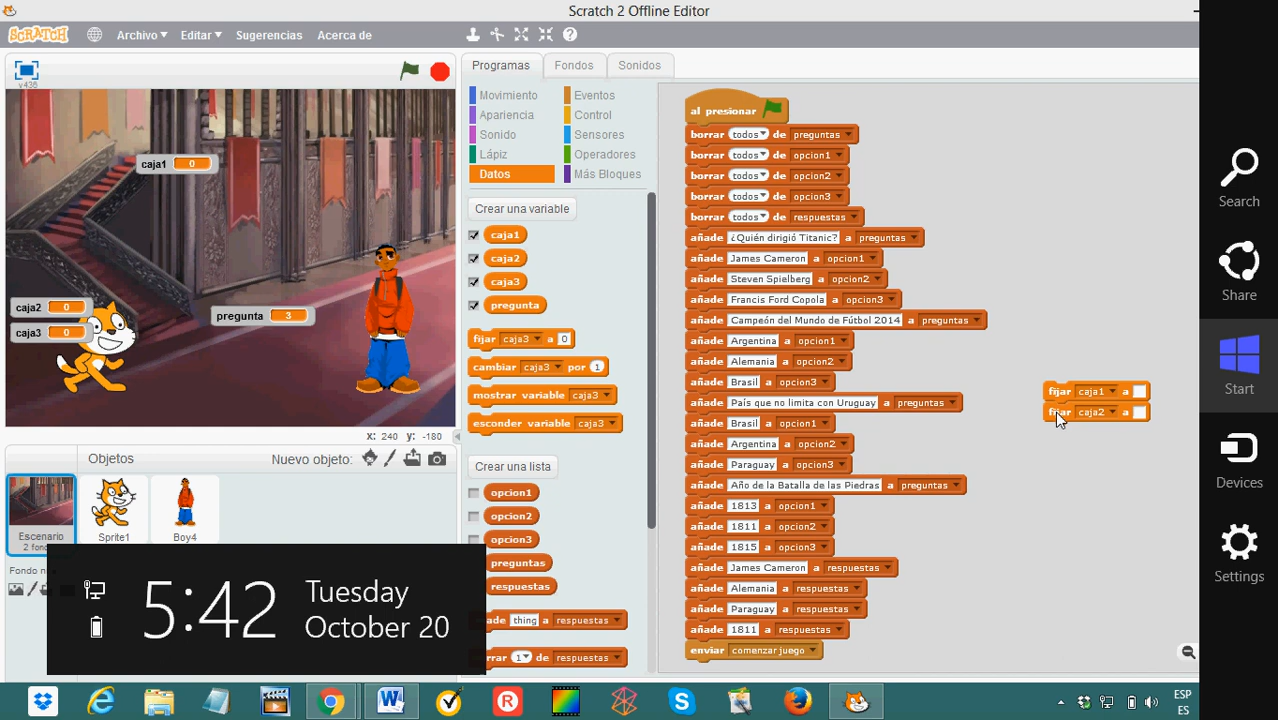 Scratch 2 Offline Editor
SCRATCH
Archivo
Editar
Sugerencias
Acerca de
v436
Programas
Fondos
Sonidos
Movimiento
Eventos
Apariencia
Control
Sonido
Sensores
Lápiz
Operadores
Datos
Más Bloques
Crear una variable
caja1
caja2
caja3
pregunta
fijar caja3 a 0
cambiar caja3 por 1
mostrar variable caja3
esconder variable caja3
Crear una lista
opcion1
opcion2
opcion3
preguntas
respuestas
ade thing a respuestas
rrar 1 de respuestas
caja1 0
caja2 0
caja3 0
pregunta 3
x: 240 y: -180
Objetos
Nuevo objeto:
Escenario
2 fon
Sprite1
Boy4
Fondo n
al presionar
borrar todos de preguntas
borrar todos de opcion1
borrar todos de opcion2
borrar todos de opcion3
borrar todos de respuestas
añade ¿Quién dirigió Titanic? a preguntas
añade James Cameron a opcion1
añade Steven Spielberg a opcion2
añade Francis Ford Copola a opcion3
añade Campeón del Mundo de Fútbol 2014 a preguntas
añade Argentina a opcion1
añade Alemania a opcion2
añade Brasil a opcion3
añade País que no limita con Uruguay a preguntas
añade Brasil a opcion1
añade Argentina a opcion2
añade Paraguay a opcion3
añade Año de la Batalla de las Piedras a preguntas
añade 1813 a opcion1
añade 1811 a opcion2
añade 1815 a opcion3
añade James Cameron a respuestas
añade Alemania a respuestas
añade Paraguay a respuestas
añade 1811 a respuestas
enviar comenzar juego
fijar caja1 a
fijar caja2 a
Search
Share
Start
Devices
Settings
5:42
Tuesday
October 20
ESP
ES